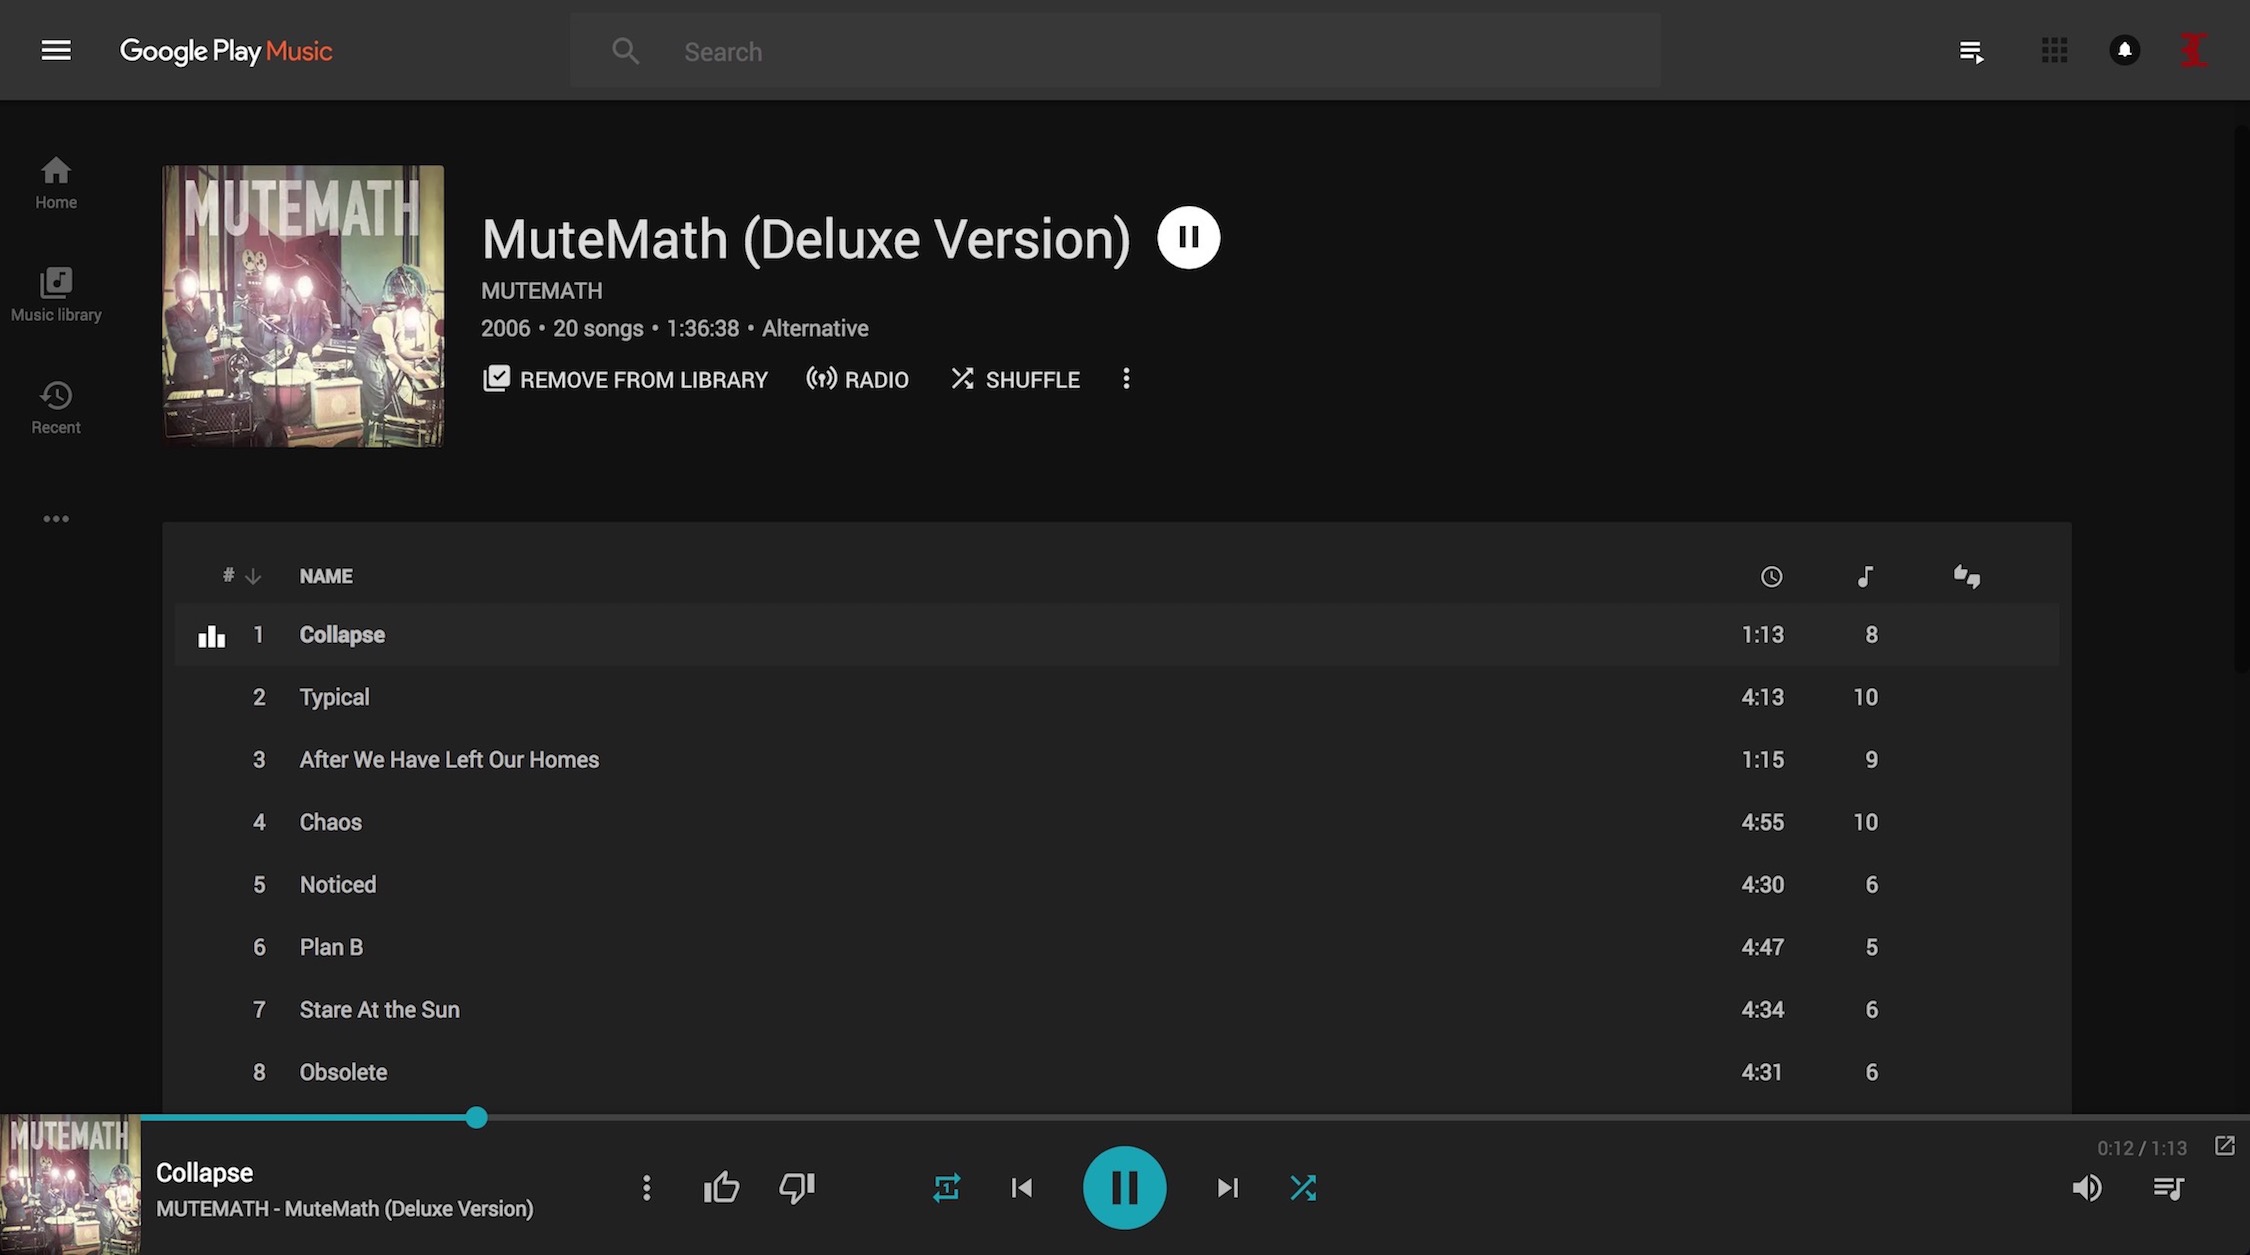 Google Play Music
Search
Home
Music library
Recent
MUTEMATH
MuteMath (Deluxe Version)
MUTEMATH
2006 • 20 songs • 1:36:38 • Alternative
REMOVE FROM LIBRARY RADIO SHUFFLE
# NAME
1 Collapse 1:13 8
2 Typical 4:13 10
3 After We Have Left Our Homes 1:15 9
4 Chaos 4:55 10
5 Noticed 4:30 6
6 Plan B 4:47 5
7 Stare At the Sun 4:34 6
8 Obsolete 4:31 6
MUTEMATH
Collapse
MUTEMATH - MuteMath (Deluxe Version)
1
0:12 / 1:13